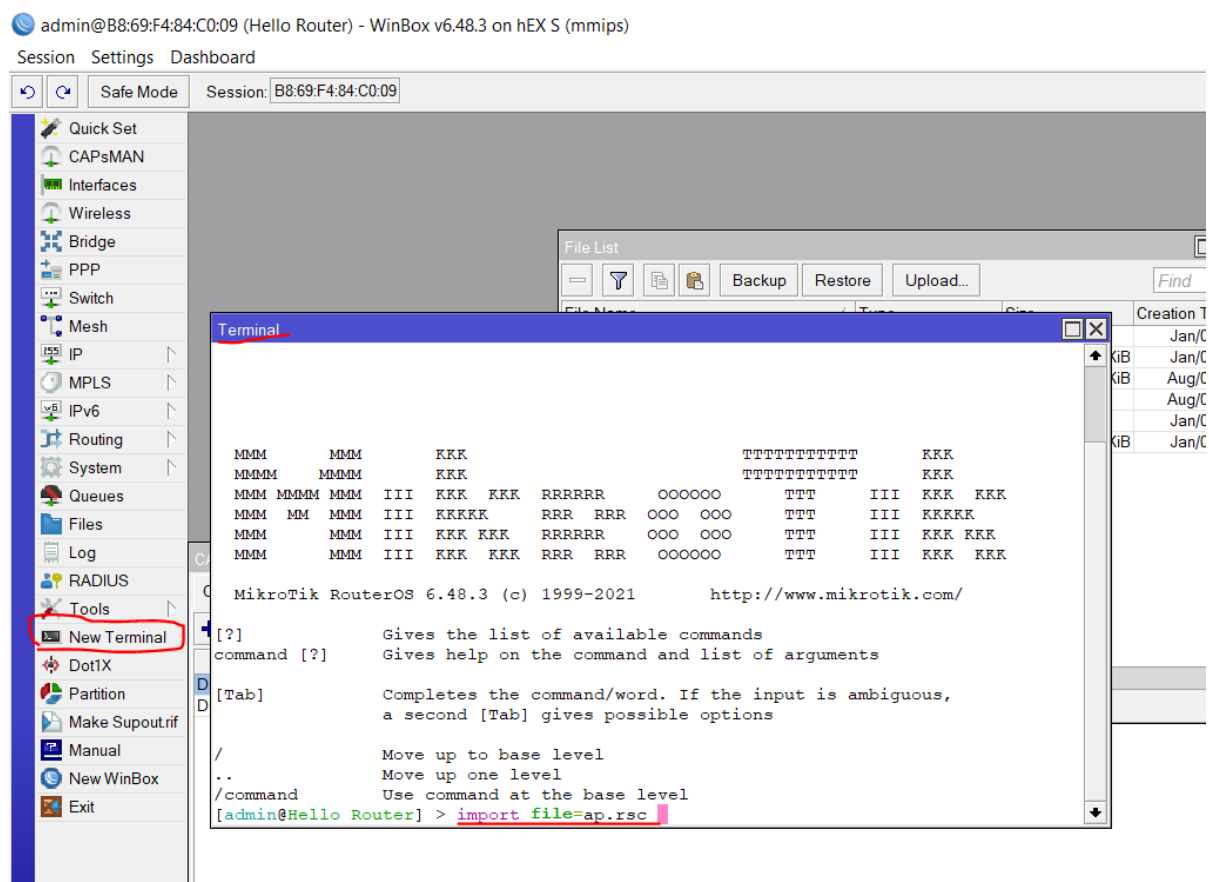 admin@B8:69:F4:84:C0:09 (Hello Router) - WinBox v6.48.3 on hEX S (mmips)
Session Settings Dashboard
Safe Mode Session: B8:69:F4:84:C0:09
Quick Set
CAPsMAN
Interfaces
Wireless
Bridge
PPP
Switch
Mesh
IP
MPLS
IPv6
Routing
System
Queues
Files
Log
RADIUS
Tools
New Terminal
Dot1X
Partition
Make Supout.rif
Manual
New WinBox
Exit
File List
Backup Restore Upload... Find
File Name Type Size Creation T
Jan/0
KiB Jan/0
KiB Aug/0
Aug/0
Jan/0
KiB Jan/0
Terminal
MMM MMM KKK TTTTTTTTTTT KKK
MMMM MMMM KKK TTTTTTTTTTT KKK
MMM MMMM MMM III KKK KKK RRRRRR OOOOOO TTT III KKK KKK
MMM MM MMM III KKKKK RRR RRR OOO OOO TTT III KKKKK
MMM MMM III KKK KKK RRRRRR OOO OOO TTT III KKK KKK
MMM MMM III KKK KKK RRR RRR OOOOOO TTT III KKK KKK
MikroTik RouterOS 6.48.3 (c) 1999-2021 http://www.mikrotik.com/
[?] Gives the list of available commands
command [?] Gives help on the command and list of arguments
[Tab] Completes the command/word. If the input is ambiguous,
a second [Tab] gives possible options
/ Move up to base level
.. Move up one level
/command Use command at the base level
[admin@Hello Router] > import file=ap.rsc
D
D